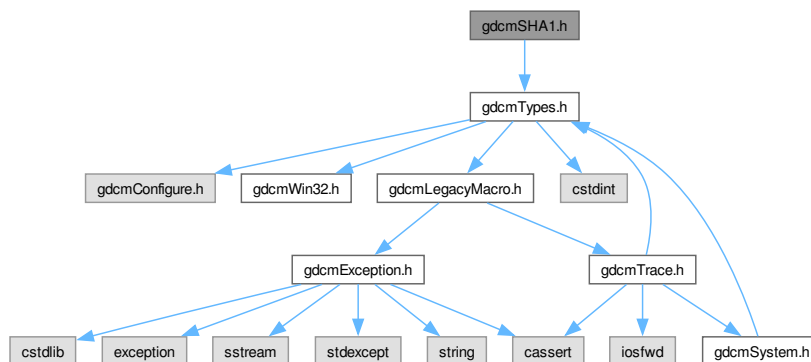 gdcmSHA1.h
gdcmTypes.h
gdcmConfigure.h
gdcmWin32.h
gdcmLegacyMacro.h
cstdint
gdcmException.h
gdcmTrace.h
cstdlib
exception
sstream
stdexcept
string
cassert
iosfwd
gdcmSystem.h